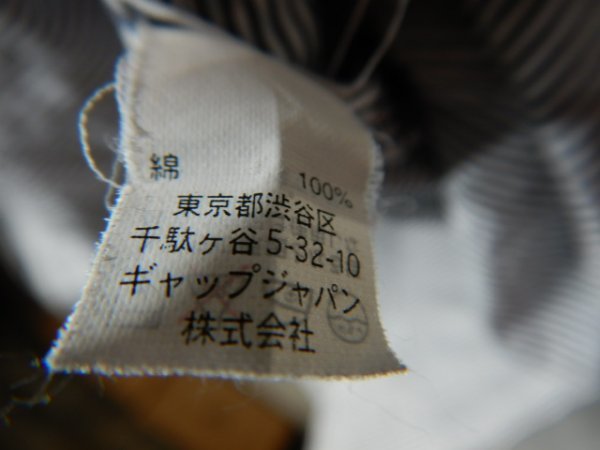 綿 100%
東京都渋谷区
千駄ヶ谷5-32-10
ギャップジャパン
株式会社